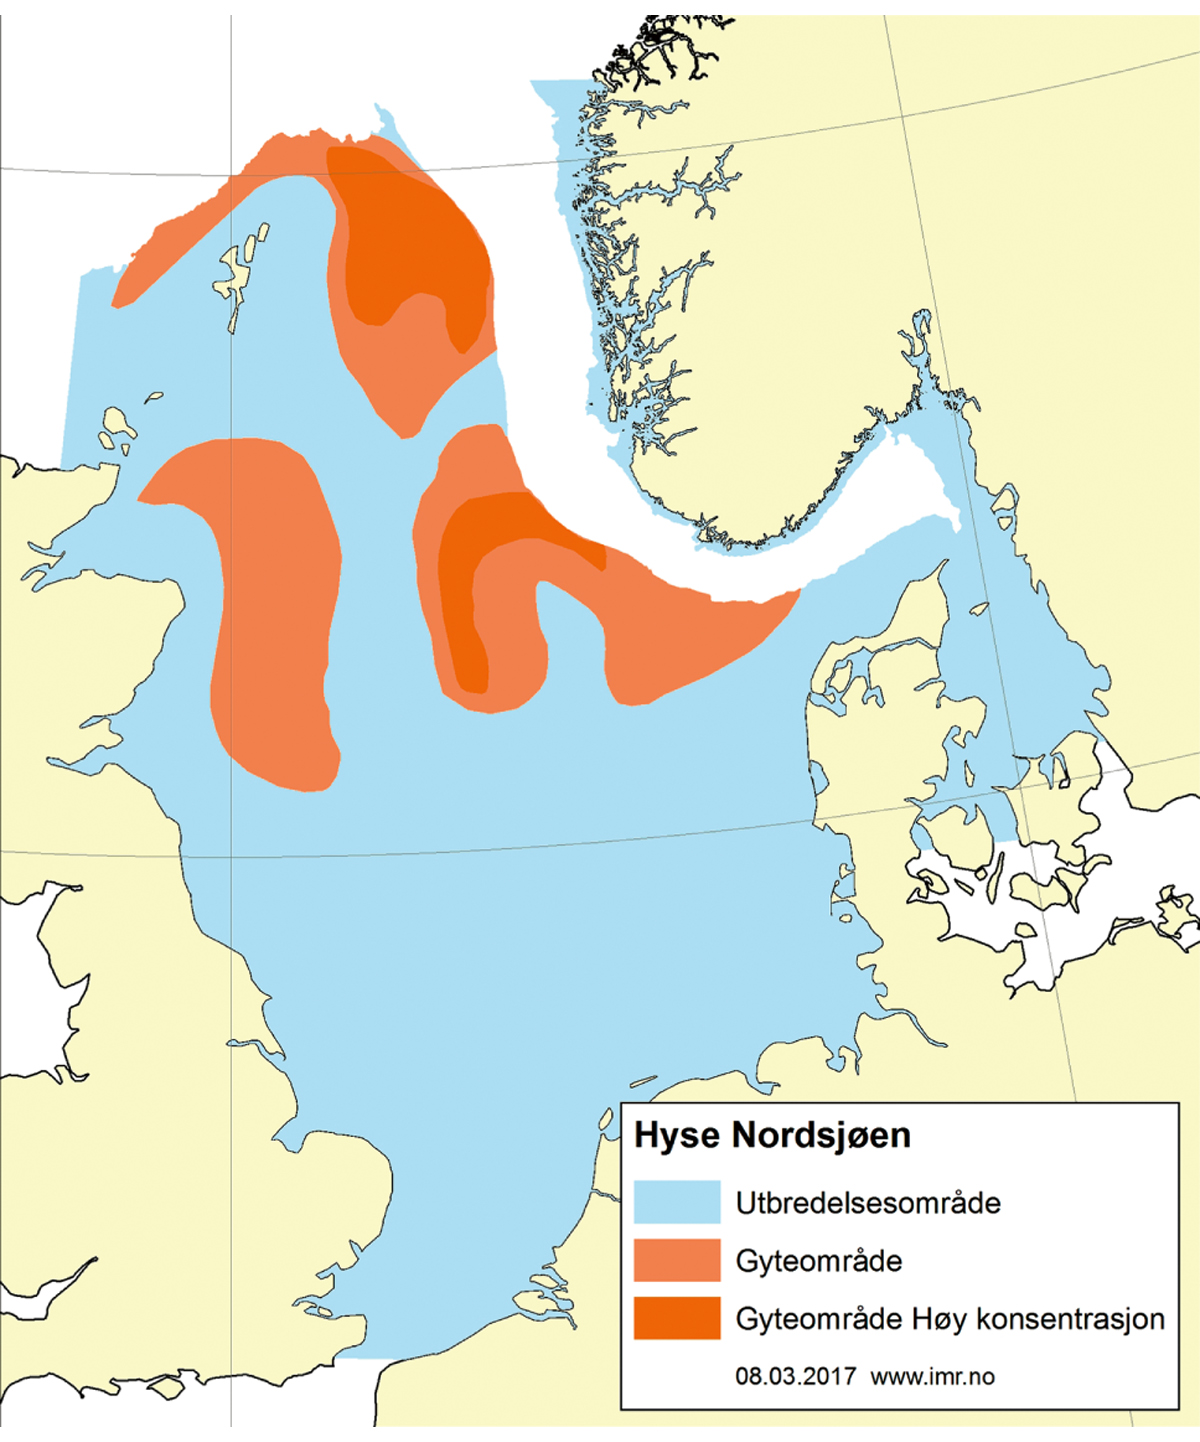 Hyse Nordsjøen
Utbredelsesområde
Gyteområde
Gyteområde Høy konsentrasjon
08.03.2017 www.imr.no